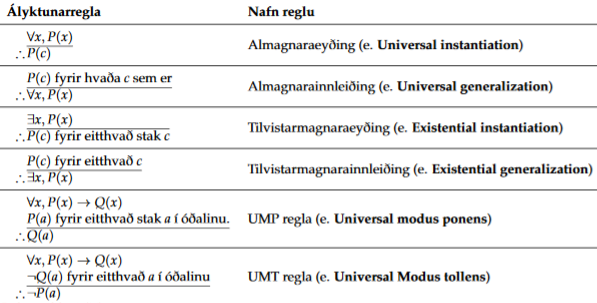 Ályktunarregla Nafn reglu
∀x, P(x)
∴P(c) Almagnaraeyðing (e. Universal instantiation)
P(c) fyrir hvaða c sem er
∴∀x, P(x) Almagnarainnleiðing (e. Universal generalization)
∃x, P(x)
∴P(c) fyrir eitthvað stak c Tilvistarmagnaraeyðing (e. Existential instantiation)
P(c) fyrir eitthvað c
∴∃x, P(x) Tilvistarmagnarainnleiðing (e. Existential generalization)
∀x, P(x) → Q(x)
P(a) fyrir eitthvað stak a í óðalinu.
∴Q(a) UMP regla (e. Universal modus ponens)
∀x, P(x) → Q(x)
¬Q(a) fyrir eitthvað a í óðalinu
∴¬P(a) UMT regla (e. Universal Modus tollens)